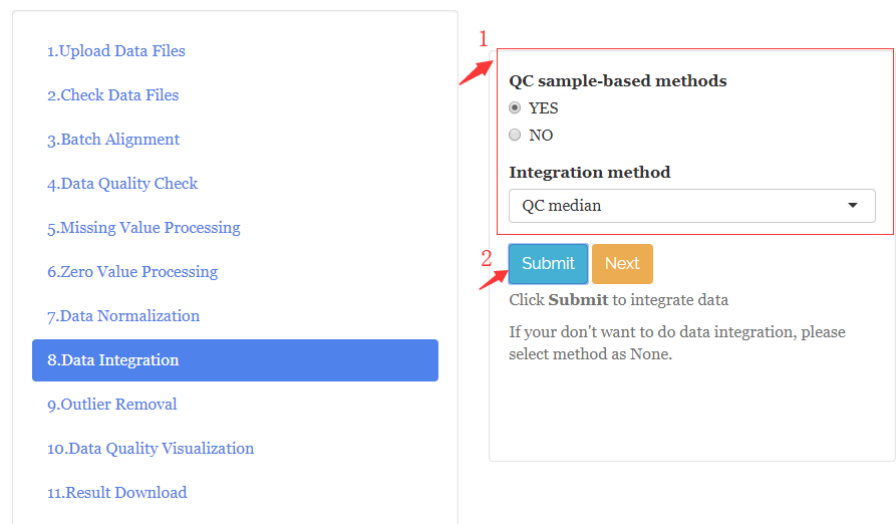 1.Upload Data Files
2.Check Data Files
3.Batch Alignment
4.Data Quality Check
5.Missing Value Processing
6.Zero Value Processing
7.Data Normalization
8.Data Integration
9.Outlier Removal
10.Data Quality Visualization
11.Result Download
1
QC sample-based methods
YES
NO
Integration method
QC median
2
Submit Next
Click Submit to integrate data
If your don't want to do data integration, please
select method as None.